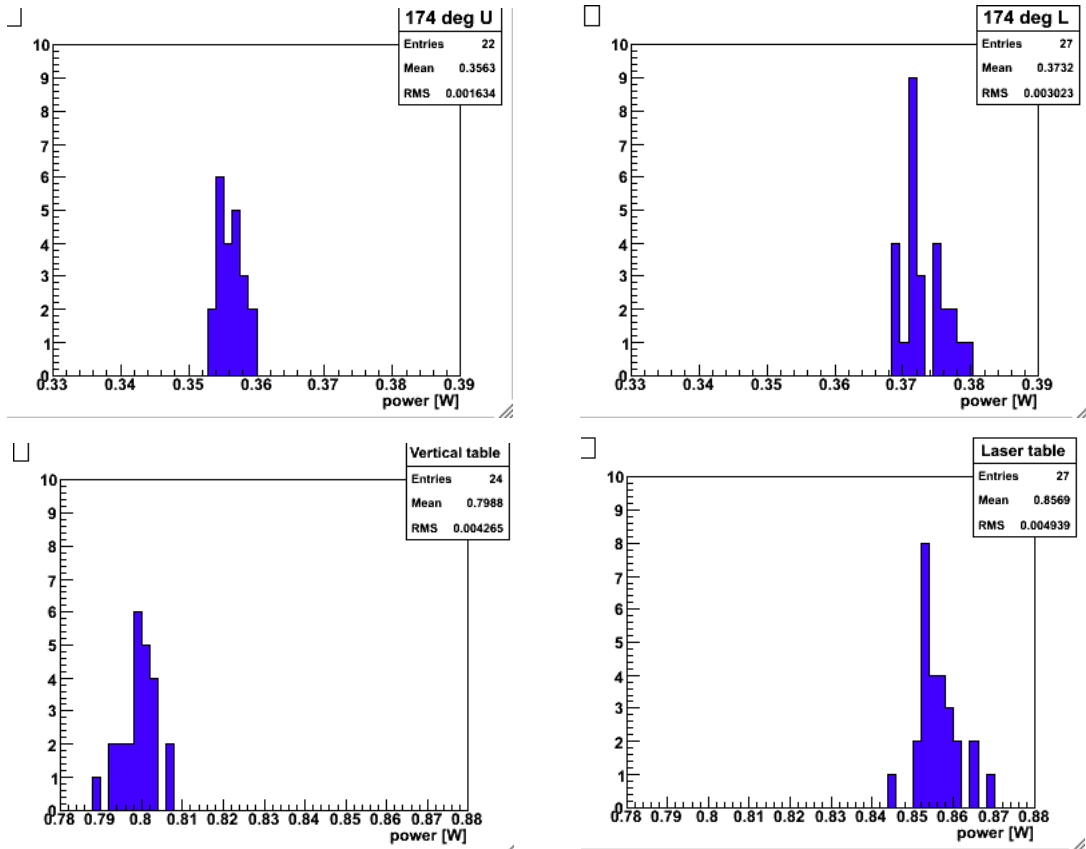 174 deg U
Entries 22
Mean 0.3563
RMS 0.001634
10
9
8
7
6
5
4
3
2
1
0
0.33 0.34 0.35 0.36 0.37 0.38 0.39
power [W]
174 deg L
Entries 27
Mean 0.3732
RMS 0.003023
10
9
8
7
6
5
4
3
2
1
0
0.33 0.34 0.35 0.36 0.37 0.38 0.39
power [W]
Vertical table
Entries 24
Mean 0.7988
RMS 0.004265
10
9
8
7
6
5
4
3
2
1
0
0.78 0.79 0.8 0.81 0.82 0.83 0.84 0.85 0.86 0.87 0.88
power [W]
Laser table
Entries 27
Mean 0.8569
RMS 0.004939
10
9
8
7
6
5
4
3
2
1
0
0.78 0.79 0.8 0.81 0.82 0.83 0.84 0.85 0.86 0.87 0.88
power [W]